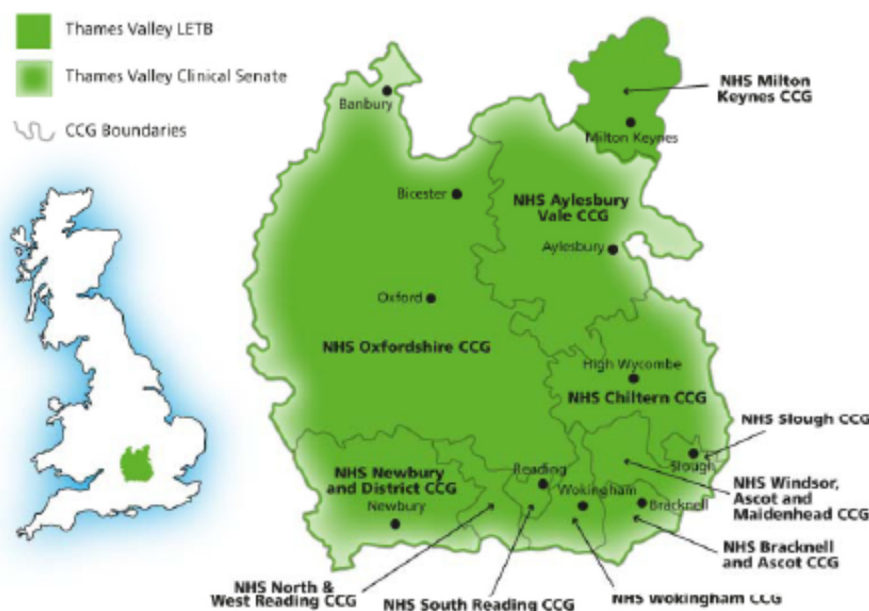 Thames Valley LETB
Thames Valley Clinical Senate
CCG Boundaries
NHS Milton
Keynes CCG
Banbury
Milton Keynes
Bicester
NHS Aylesbury
Vale CCG
Aylesbury
Oxford
NHS Oxfordshire CCG
High Wycombe
NHS Chiltern CCG
NHS Slough CCG
Slough
NHS Newbury
and District CCG
Newbury
Reading
Wokingham
Bracknell
NHS Windsor,
Ascot and
Maidenhead CCG
NHS Bracknell
and Ascot CCG
NHS North &
West Reading CCG
NHS South Reading CCG
NHS Wokingham CCG